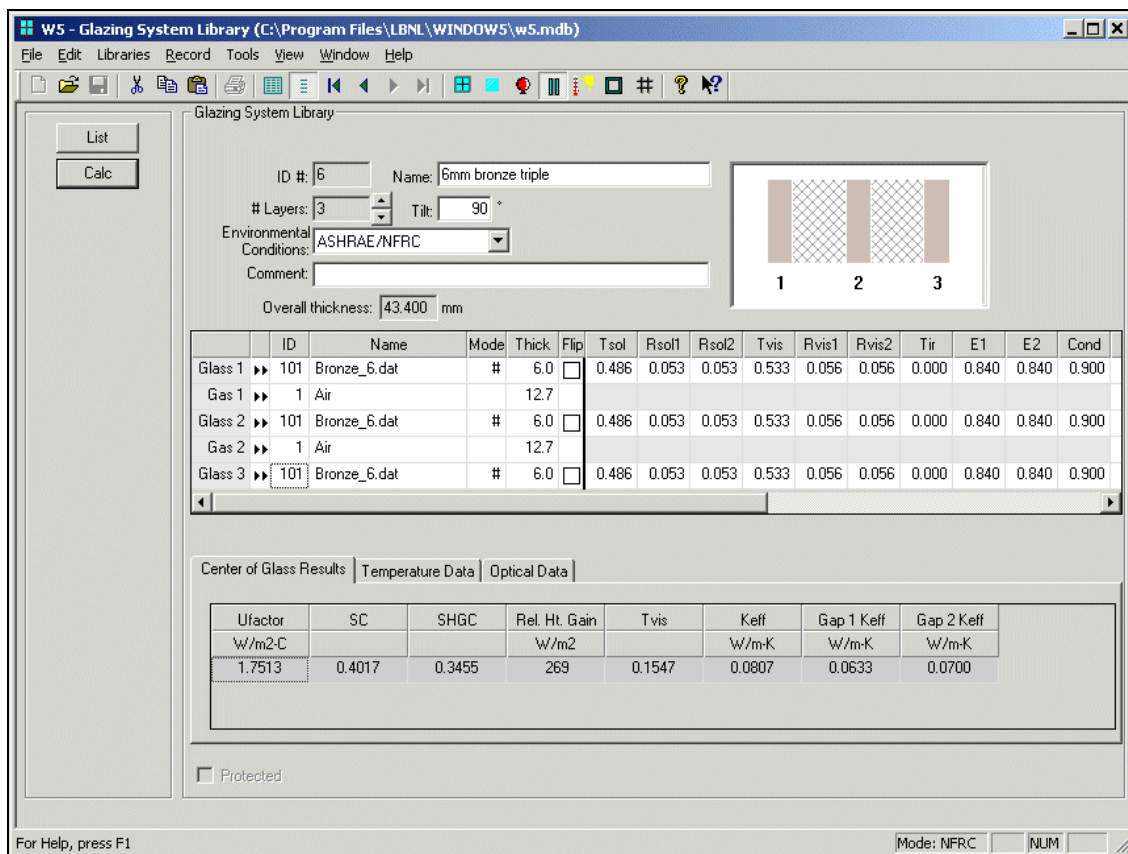 W5 - Glazing System Library (C:\Program Files\LBNL\WINDOW5\w5.mdb)
File Edit Libraries Record Tools View Window Help
List
Calc
Glazing System Library
ID #: 6 Name: 6mm bronze triple
# Layers: 3 Tilt: 90 °
Environmental Conditions: ASHRAE/NFRC
Comment:
Overall thickness: 43.400 mm
1 2 3
ID Name Mode Thick Flip Tsol Rsol1 Rsol2 Tvis Rvis1 Rvis2 Tir E1 E2 Cond
Glass 1 101 Bronze_6.dat # 6.0 0.486 0.053 0.053 0.533 0.056 0.056 0.000 0.840 0.840 0.900
Gas 1 1 Air 12.7
Glass 2 101 Bronze_6.dat # 6.0 0.486 0.053 0.053 0.533 0.056 0.056 0.000 0.840 0.840 0.900
Gas 2 1 Air 12.7
Glass 3 101 Bronze_6.dat # 6.0 0.486 0.053 0.053 0.533 0.056 0.056 0.000 0.840 0.840 0.900
Center of Glass Results Temperature Data Optical Data
Ufactor SC SHGC Rel. Ht. Gain Tvis Keff Gap 1 Keff Gap 2 Keff
W/m2-C W/m2 W/m-K W/m-K W/m-K
1.7513 0.4017 0.3455 269 0.1547 0.0807 0.0633 0.0700
Protected
For Help, press F1 Mode: NFRC NUM